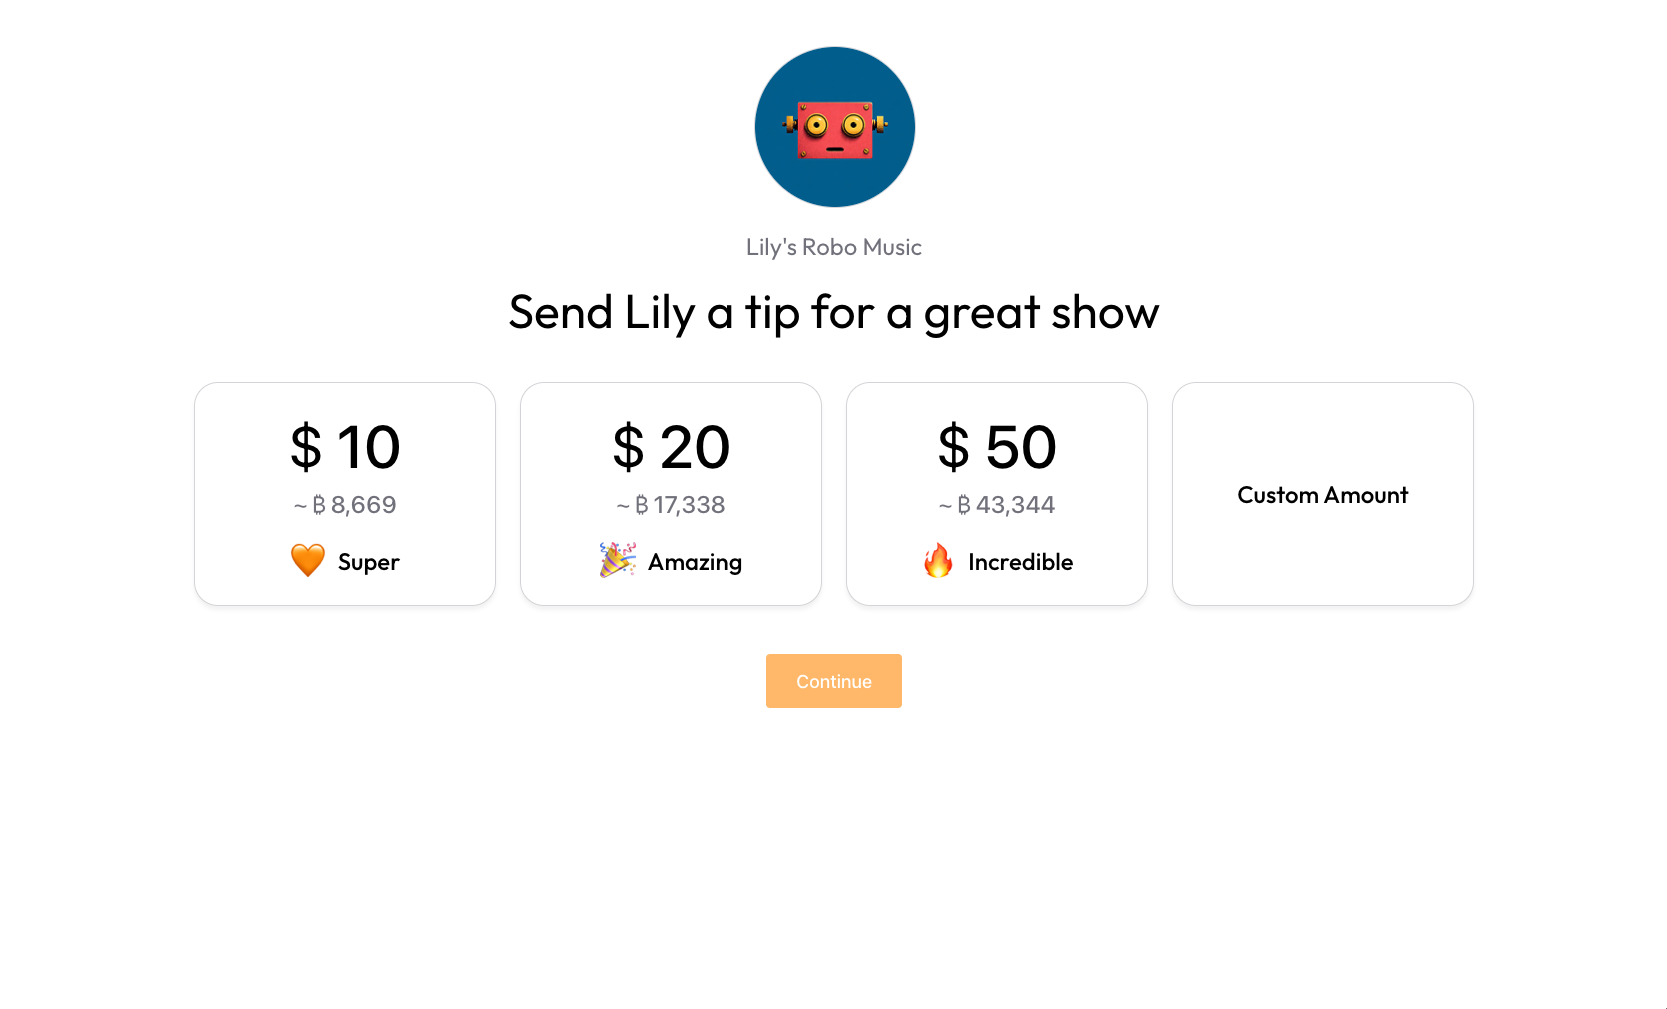 Lily's Robo Music
Send Lily a tip for a great show
$ 10
~ ₿ 8,669
🧡 Super
$ 20
~ ₿ 17,338
🎉 Amazing
$ 50
~ ₿ 43,344
🔥 Incredible
Custom Amount
Continue